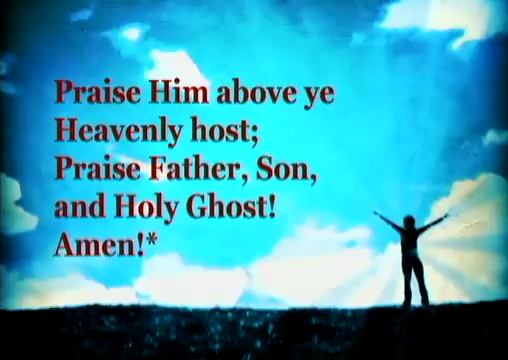 Praise Him above ye
Heavenly host;
Praise Father, Son,
and Holy Ghost!
Amen!*